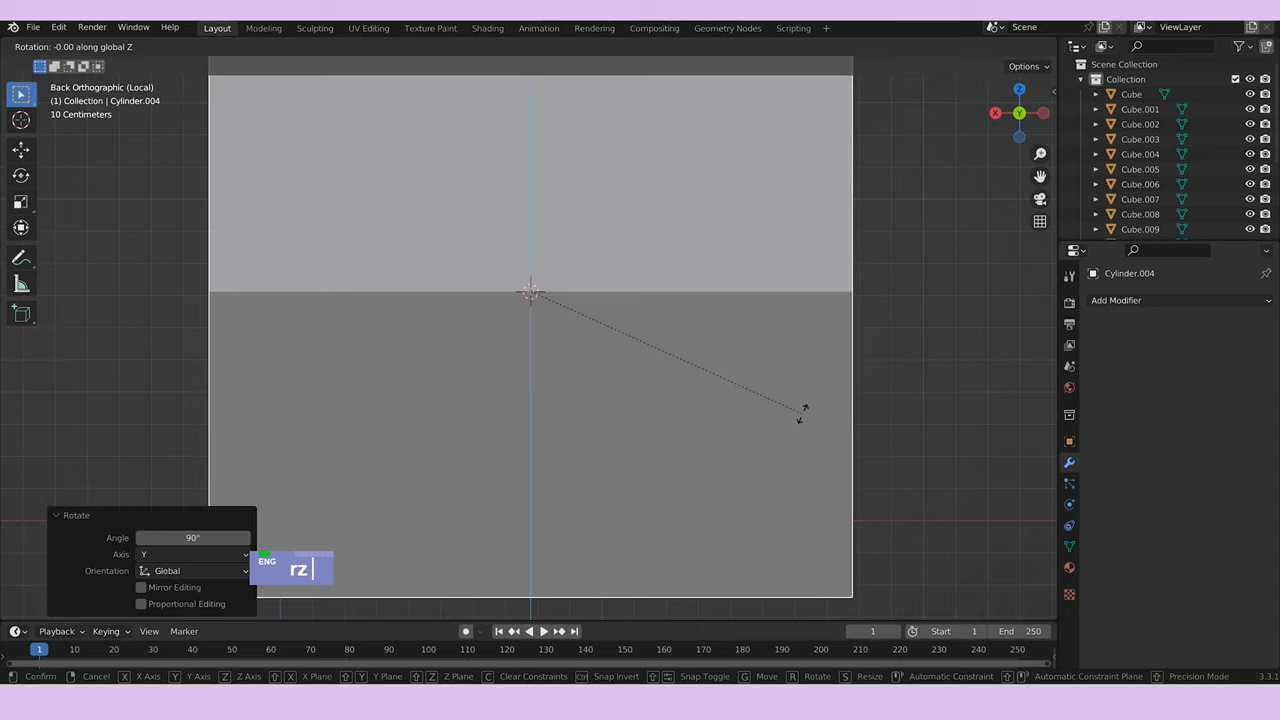 File Edit Render Window Help Layout Modeling Sculpting UV Editing Texture Paint Shading Animation Rendering Compositing Geometry Nodes Scripting + Scene ViewLayer
Rotation: -0.00 along global Z
Options
Back Orthographic (Local)
(1) Collection | Cylinder.004
10 Centimeters
Z
X
Y
Scene Collection
Collection
Cube
Cube.001
Cube.002
Cube.003
Cube.004
Cube.005
Cube.006
Cube.007
Cube.008
Cube.009
Cylinder.004
Add Modifier
Rotate
Angle 90°
Axis Y
Orientation Global
Mirror Editing
Proportional Editing
ENG rz
Playback Keying View Marker 1 Start 1 End 250
1 10 20 30 40 50 60 70 80 90 100 110 120 130 140 150 160 170 180 190 200 210 220 230 240 250
Confirm Cancel X X Axis Y Y Axis Z Z Axis X X Plane Y Y Plane Z Z Plane C Clear Constraints Ctrl Snap Invert Snap Toggle G Move R Rotate S Resize Automatic Constraint Automatic Constraint Plane Precision Mode 3.3.1